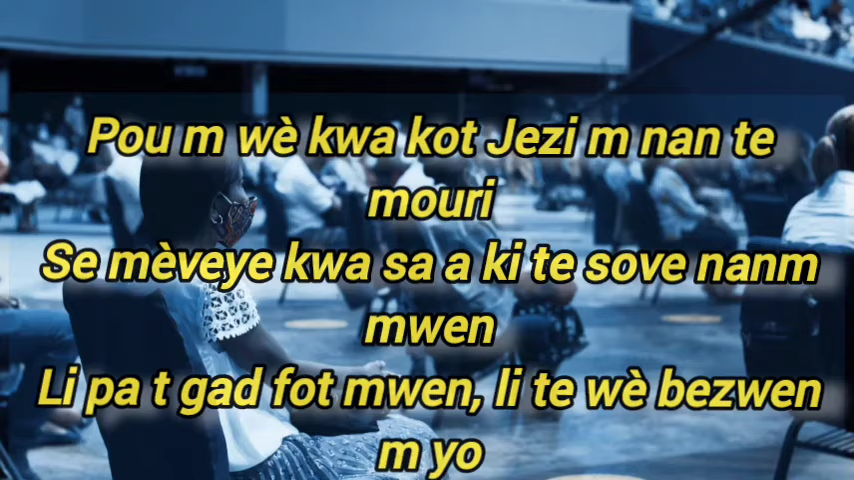 Pou m wè kwa kot Jezi m nan te
mouri
Se mèveye kwa sa a ki te sove nanm
mwen
Li pa t gad fot mwen, li te wè bezwen
m yo